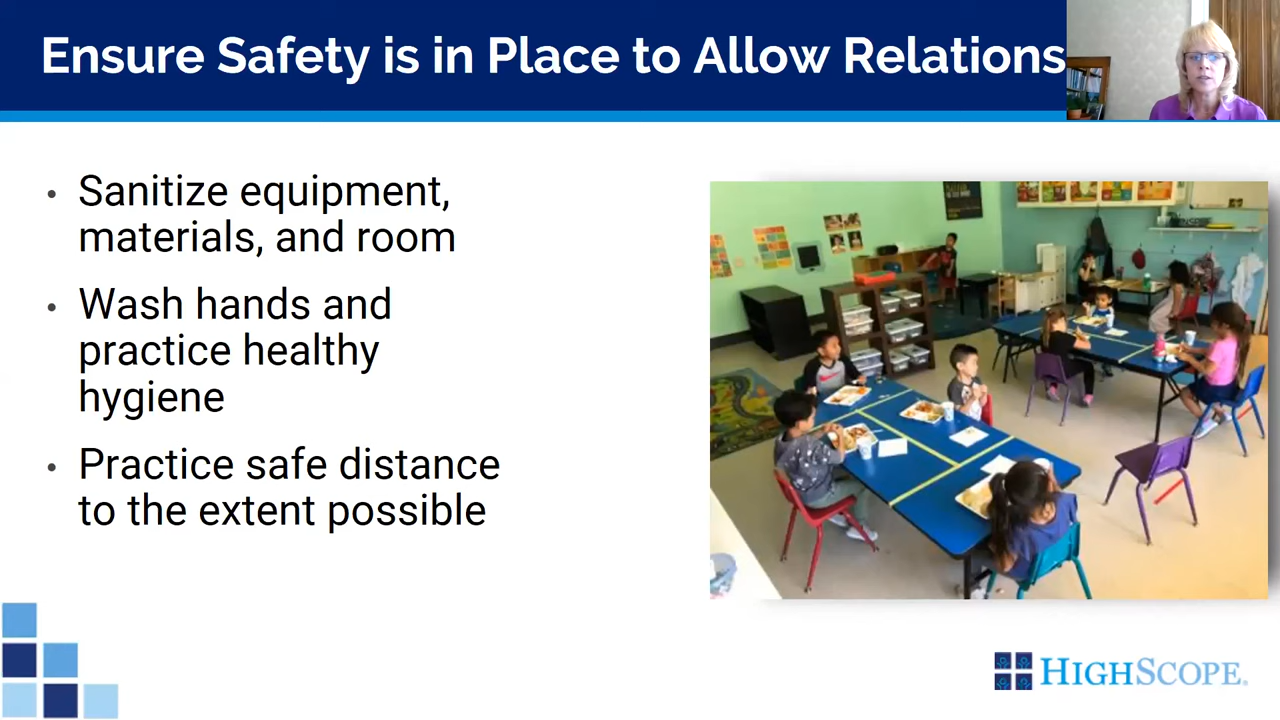 Ensure Safety is in Place to Allow Relations
• Sanitize equipment,
materials, and room
• Wash hands and
practice healthy
hygiene
• Practice safe distance
to the extent possible
HIGHSCOPE®